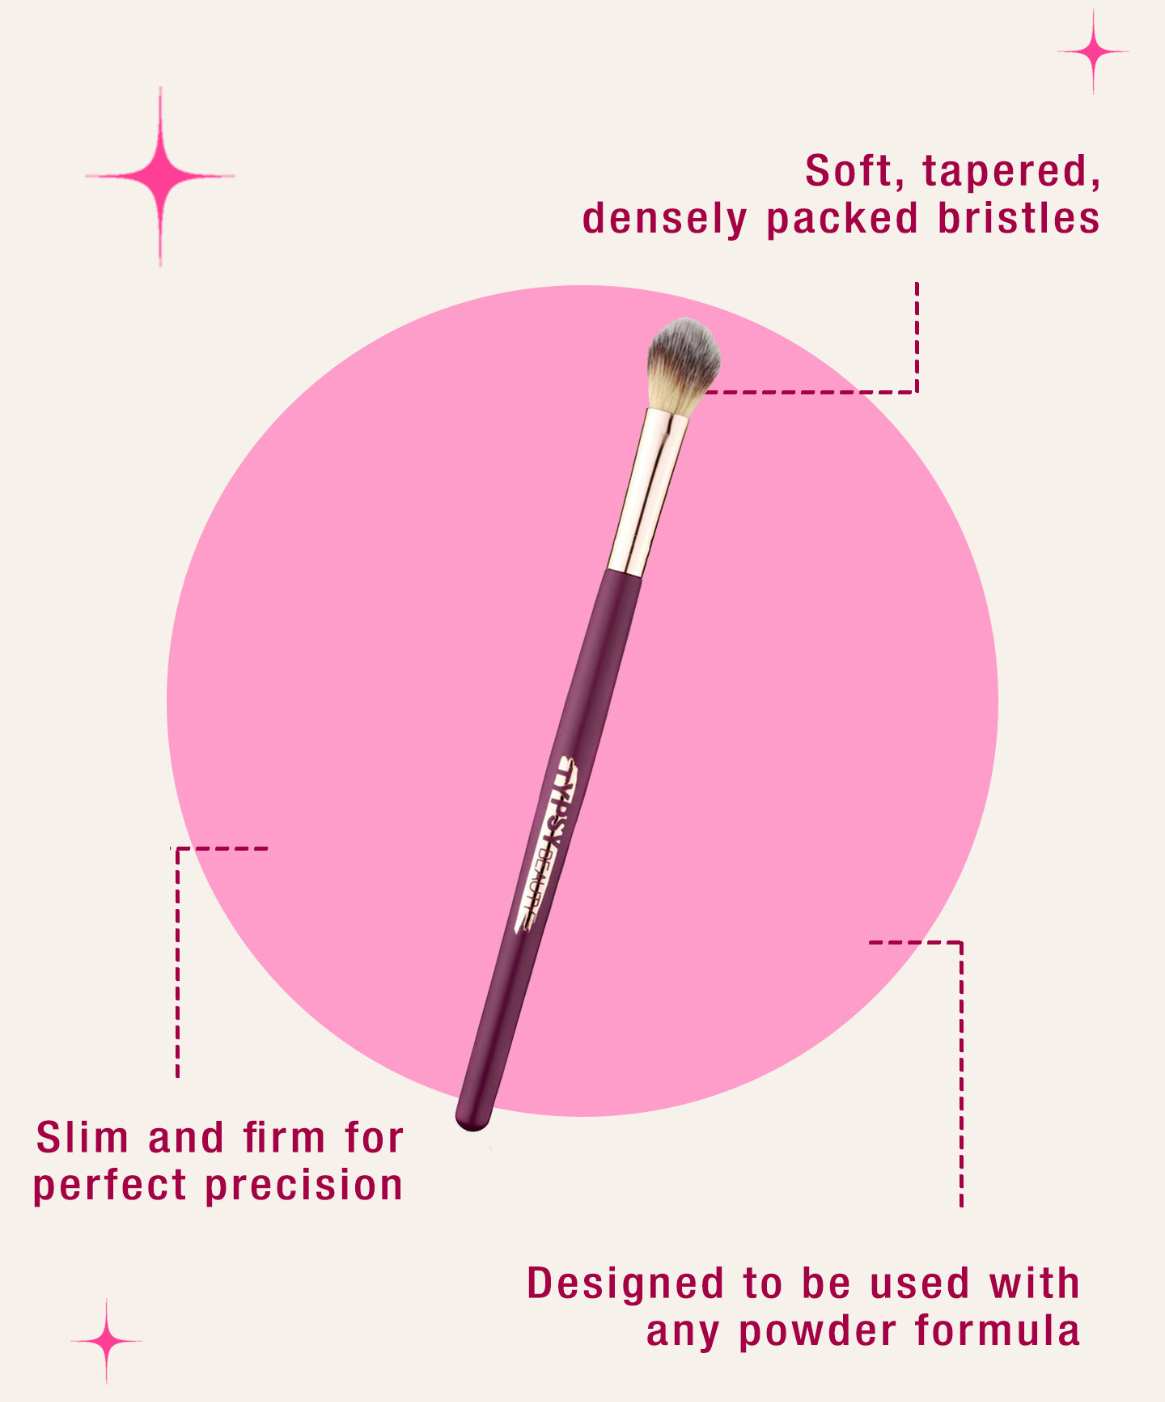 Soft, tapered,
densely packed bristles
TYPSY BEAUTY
Slim and firm for
perfect precision
Designed to be used with
any powder formula